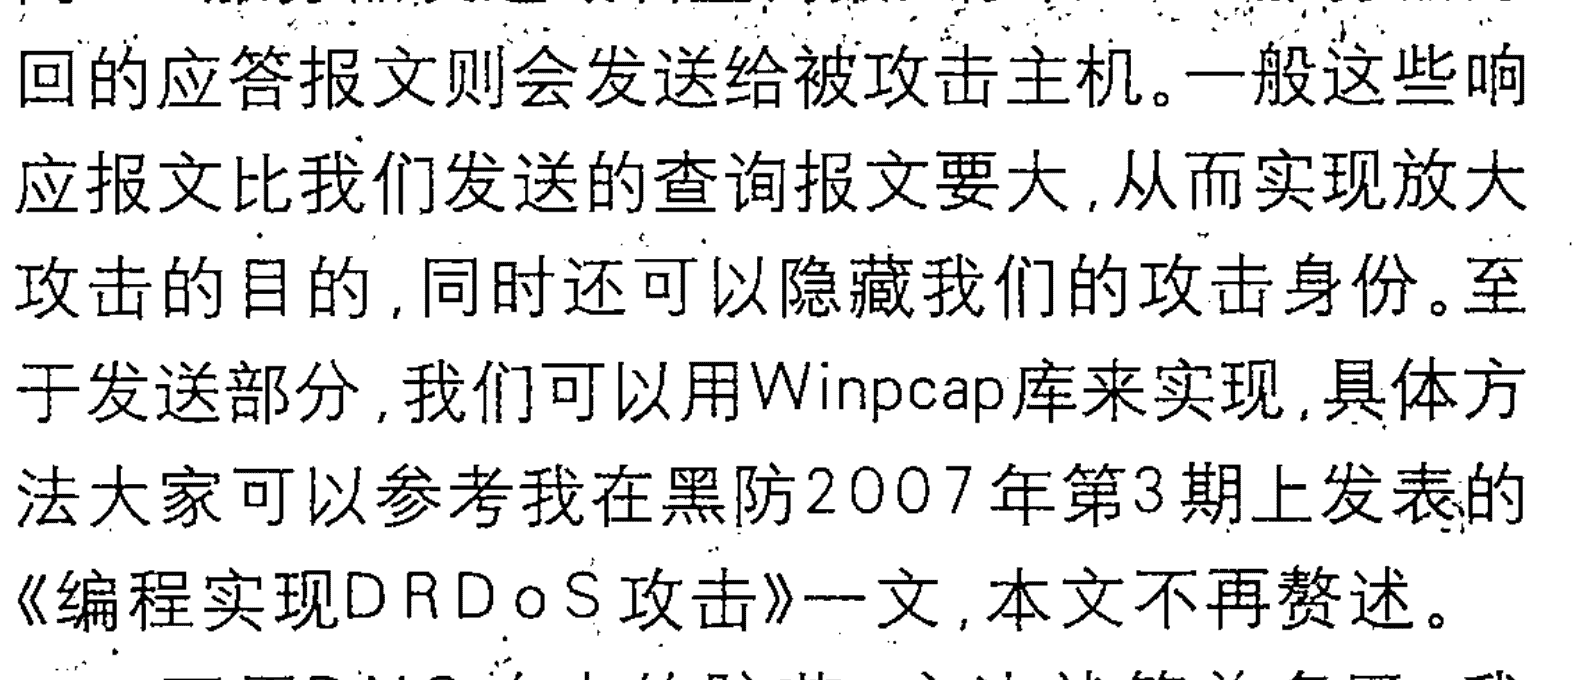 回的应答报文则会发送给被攻击主机。一般这些响
应报文比我们发送的查询报文要大,从而实现放大
攻击的目的,同时还可以隐藏我们的攻击身份。至
于发送部分,我们可以用Winpcap库来实现,具体方
法大家可以参考我在黑防2007年第3期上发表的
《编程实现DRDoS攻击》一文,本文不再赘述。